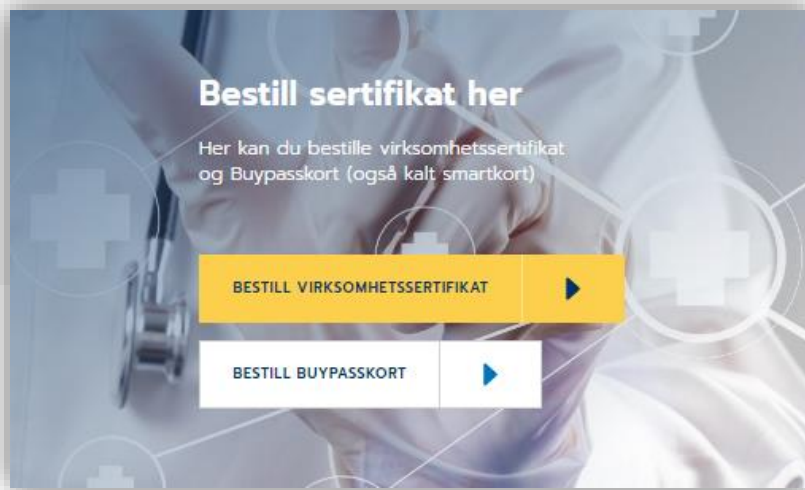 Bestill sertifikat her
Her kan du bestille virksomhetssertifikat
og Buypasskort (også kalt smartkort)
BESTILL VIRKSOMHETSSERTIFIKAT
BESTILL BUYPASSKORT